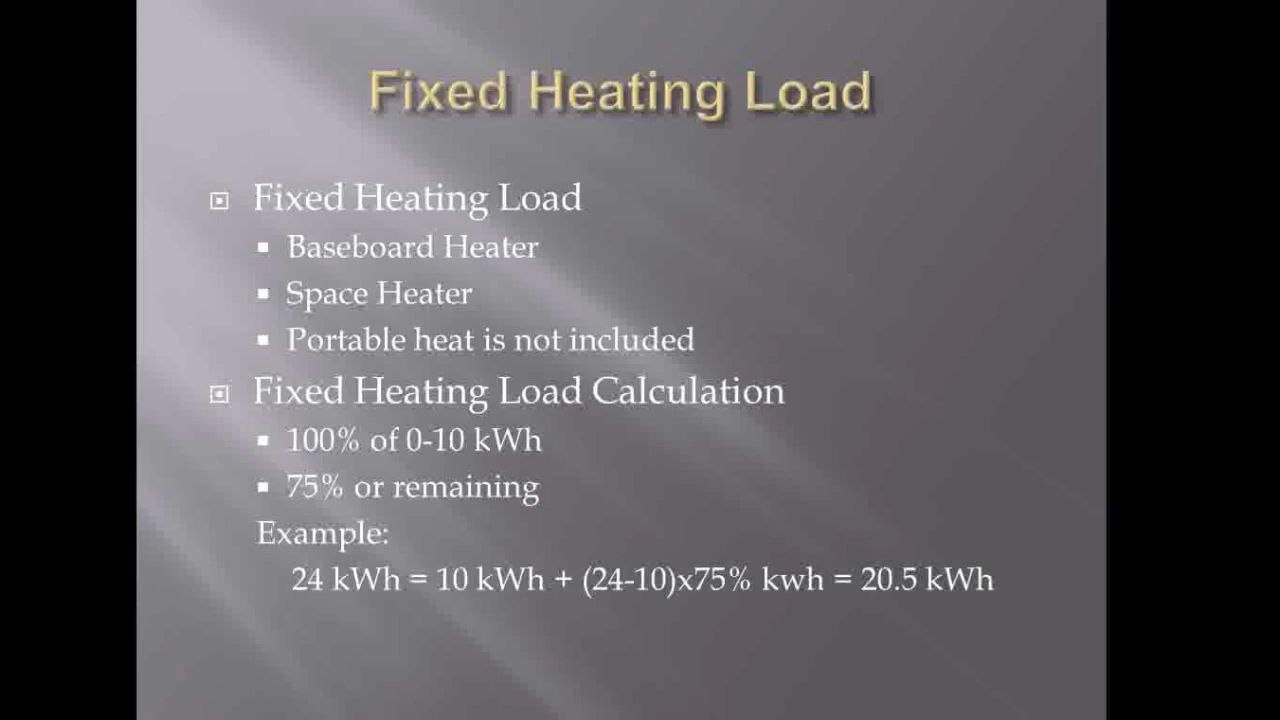 Fixed Heating Load
Fixed Heating Load
Baseboard Heater
Space Heater
Portable heat is not included
Fixed Heating Load Calculation
100% of 0-10 kWh
75% or remaining
Example:
24 kWh = 10 kWh + (24-10)x75% kwh = 20.5 kWh